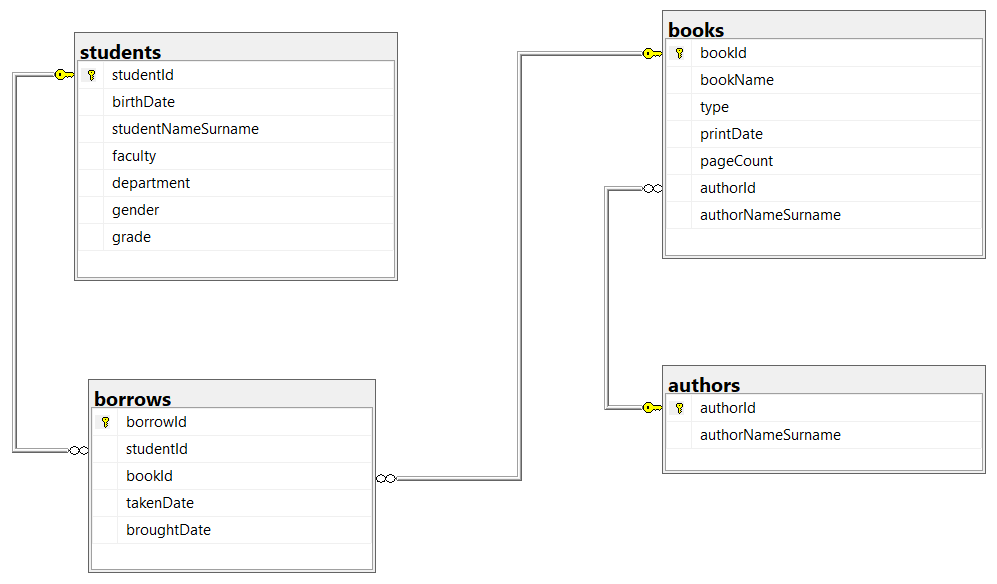 students
studentId
birthDate
studentNameSurname
faculty
department
gender
grade
books
bookId
bookName
type
printDate
pageCount
authorId
authorNameSurname
borrows
borrowId
studentId
bookId
takenDate
broughtDate
authors
authorId
authorNameSurname